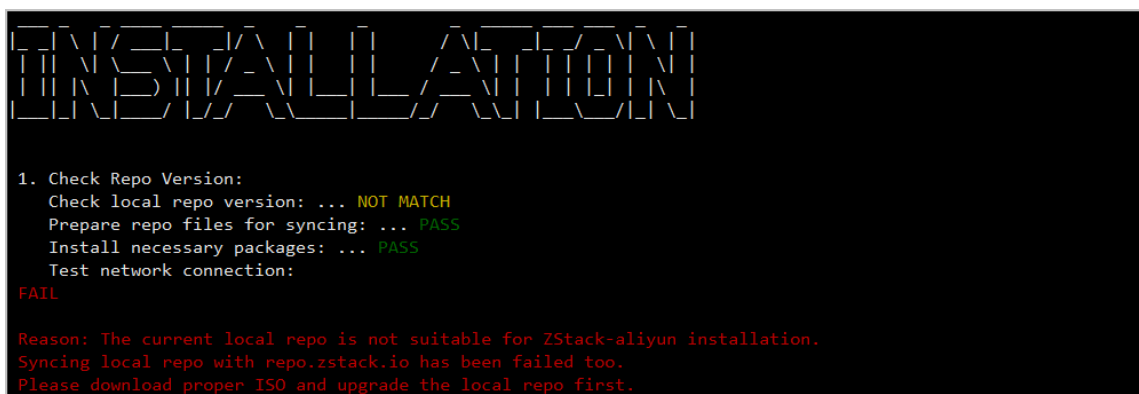 INSTALLATION
1. Check Repo Version:
Check local repo version: ... NOT MATCH
Prepare repo files for syncing: ... PASS
Install necessary packages: ... PASS
Test network connection:
FAIL
Reason: The current local repo is not suitable for ZStack-aliyun installation.
Syncing local repo with repo.zstack.io has been failed too.
Please download proper ISO and upgrade the local repo first.